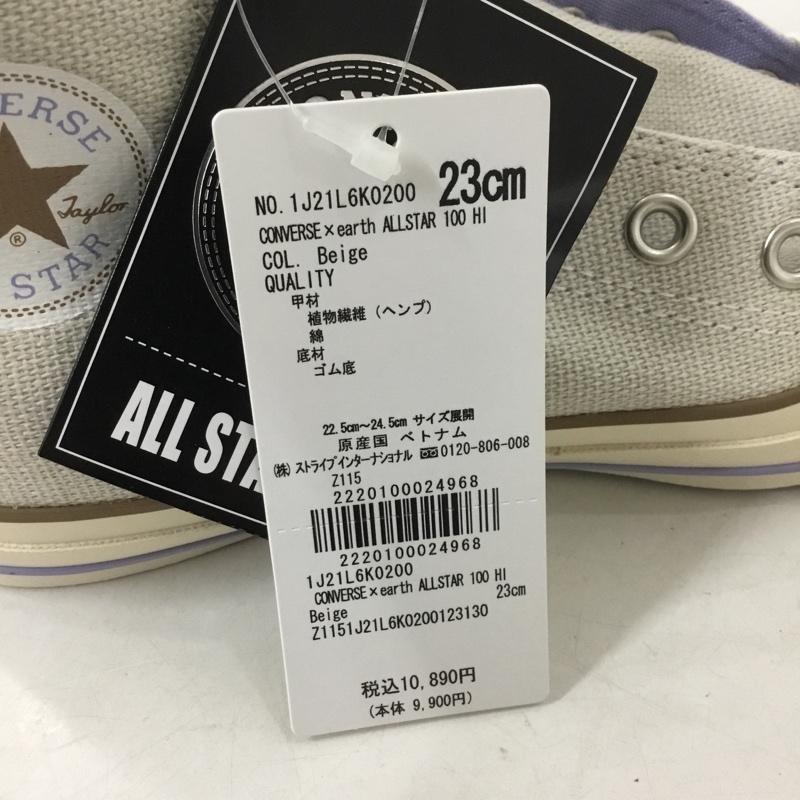 VERSE
Taylor
®
STAR
CON
ALL STA
NO. 1J21L6K0200 23cm
CONVERSE×earth ALLSTAR 100 HI
COL. Beige
QUALITY
甲材
植物繊維（ヘンプ）
綿
底材
ゴム底
22.5cm～24.5cm サイズ展開
原産国 ベトナム
(株) ストライプインターナショナル 0120-806-008
Z115
2220100024968
2220100024968
1J21L6K0200
CONVERSE×earth ALLSTAR 100 HI
Beige 23cm
Z1151J21L6K0200123130
税込10,890円
(本体 9,900円)